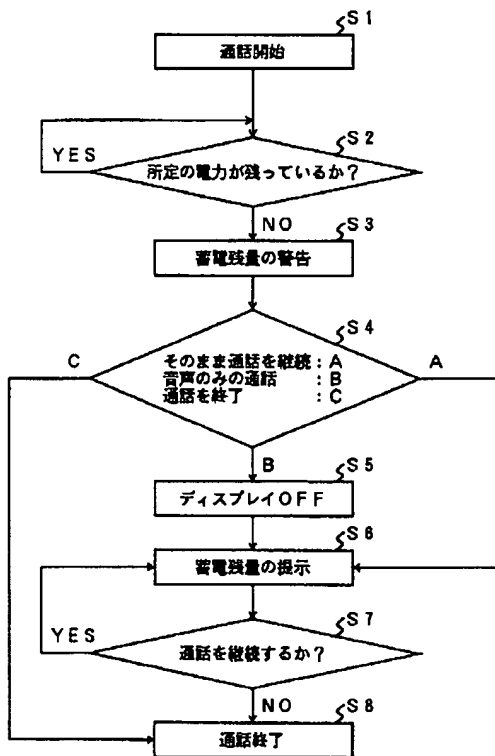 S1
通話開始
S2
YES
所定の電力が残っているか？
NO
S3
蓄電残量の警告
S4
C
A
そのまま通話を継続：A
音声のみの通話　　：B
通話を終了　　　　：C
B
S5
ディスプレイOFF
S6
蓄電残量の提示
S7
YES
通話を継続するか？
NO
S8
通話終了